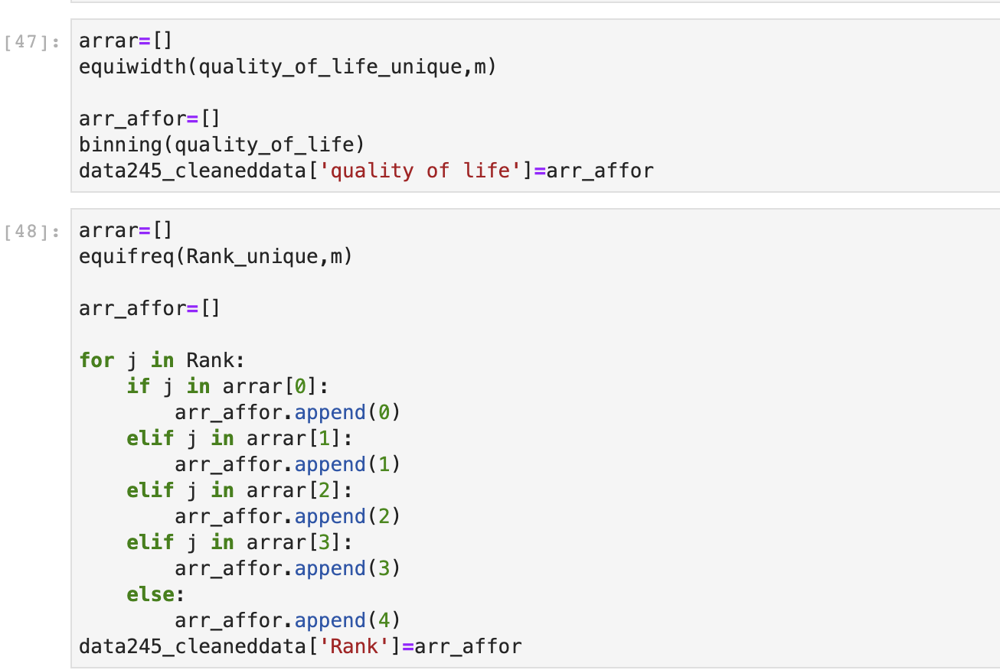 [47]:
arrar=[]
equiwidth(quality_of_life_unique,m)
arr_affor=[]
binning(quality_of_life)
data245_cleaneddata['quality of life']=arr_affor
[48]:
arrar=[]
equifreq(Rank_unique,m)
arr_affor=[]
for j in Rank:
    if j in arrar[0]:
        arr_affor.append(0)
    elif j in arrar[1]:
        arr_affor.append(1)
    elif j in arrar[2]:
        arr_affor.append(2)
    elif j in arrar[3]:
        arr_affor.append(3)
    else:
        arr_affor.append(4)
data245_cleaneddata['Rank']=arr_affor